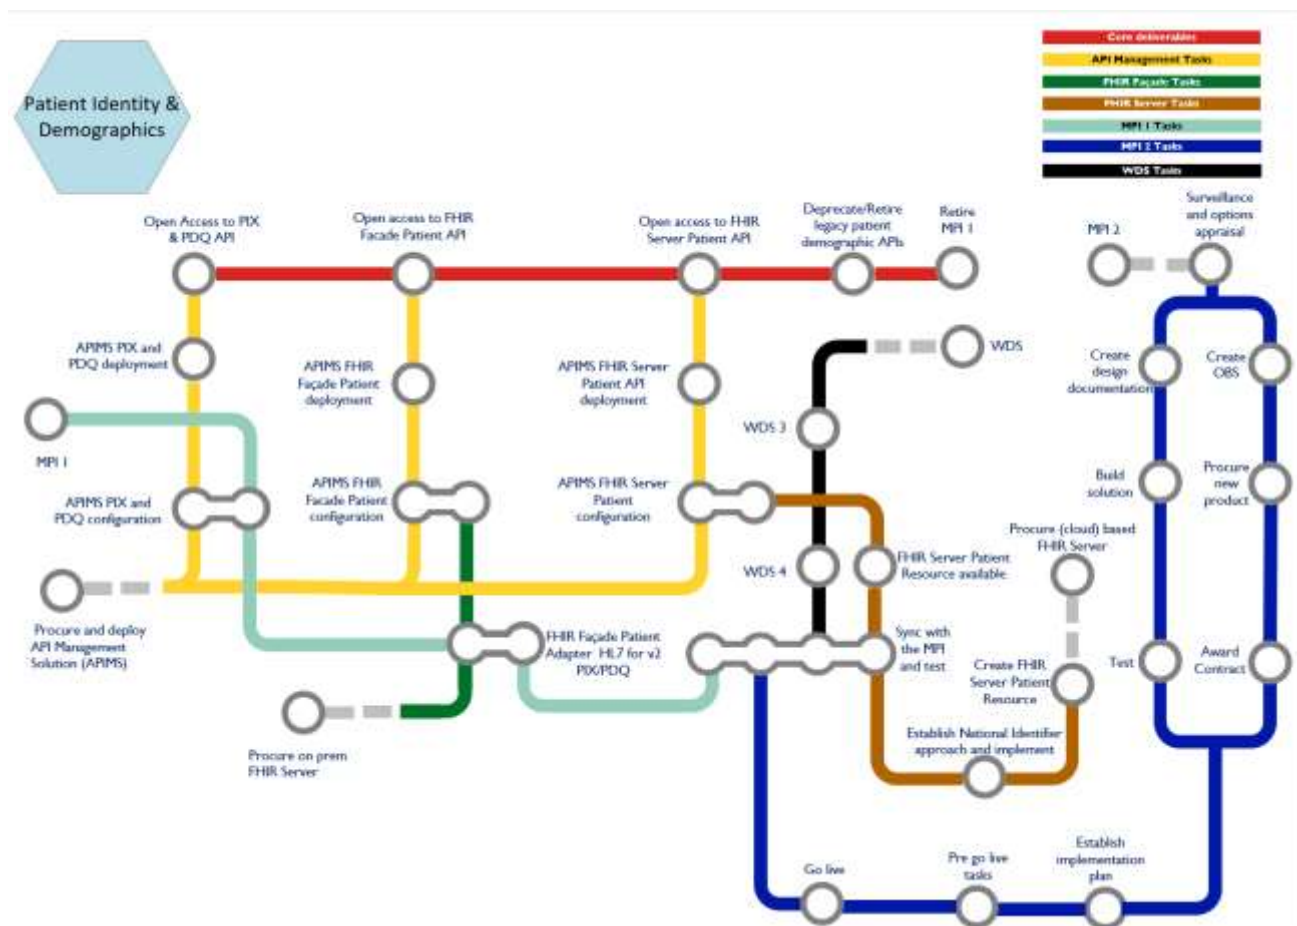 Patient Identity &
Demographics
Core deliverables
API Management Tasks
FHIR Façade Tasks
FHIR Server Tasks
MPI 1 Tasks
MPI 2 Tasks
WDS Tasks
Open Access to PIX
& PDQ API
Open access to FHIR
Facade Patient API
Open access to FHIR
Server Patient API
Deprecate/Retire
legacy patient
demographic APIs
Retire
MPI 1
MPI 2
Surveillance
and options
appraisal
APIMS PIX and
PDQ deployment
APIMS FHIR
Façade Patient
deployment
APIMS FHIR Server
Patient API
deployment
WDS
Create
design
documentation
Create
OBS
MPI 1
WDS 3
APIMS PIX and
PDQ configuration
APIMS FHIR
Facade Patient
configuration
APIMS FHIR Server
Patient
configuration
Build
solution
Procure
new
product
Procure (cloud) based
FHIR Server
WDS 4
FHIR Server Patient
Resource available
Procure and deploy
API Management
Solution (APIMS)
FHIR Façade Patient
Adapter HL7 for v2
PIX/PDQ
Sync with
the MPI
and test
Create FHIR
Server Patient
Resource
Test
Award
Contract
Procure on prem
FHIR Server
Establish National Identifier
approach and implement
Go live
Pre go live
tasks
Establish
implementation
plan